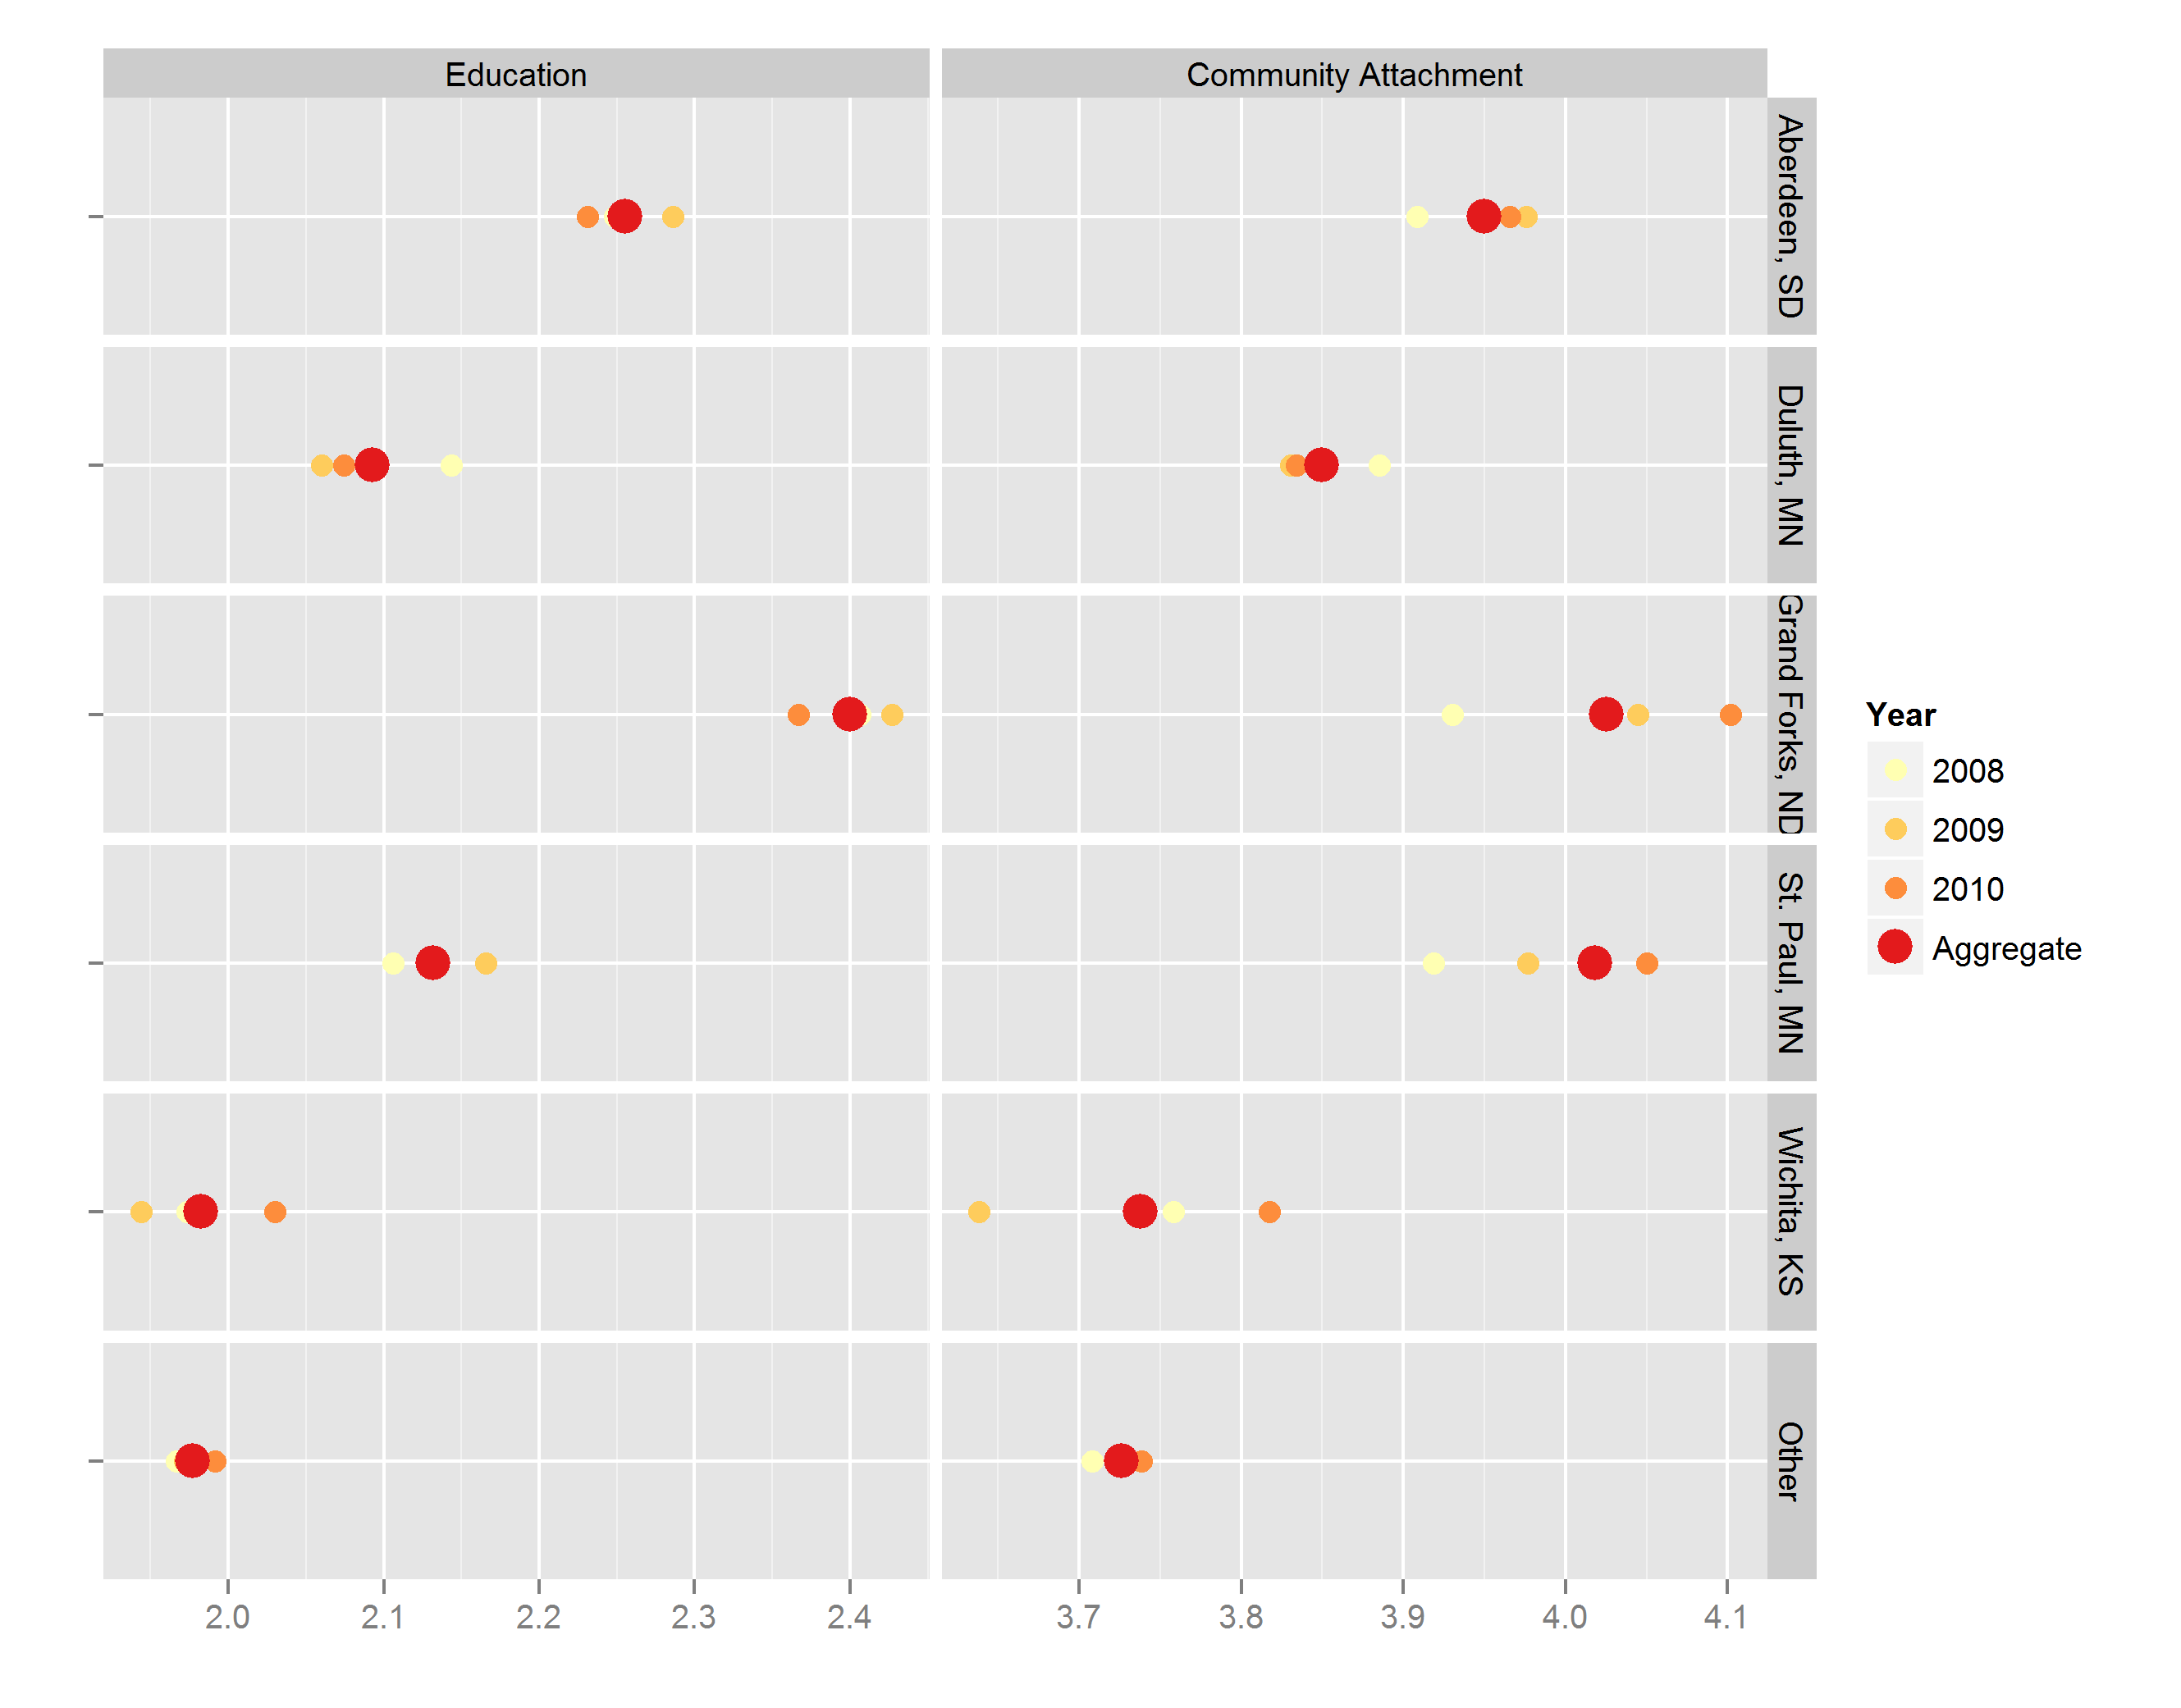 Education
Community Attachment
Aberdeen, SD
Duluth, MN
Grand Forks, ND
St. Paul, MN
Wichita, KS
Other
Year
2008
2009
2010
Aggregate
2.0 2.1 2.2 2.3 2.4 3.7 3.8 3.9 4.0 4.1